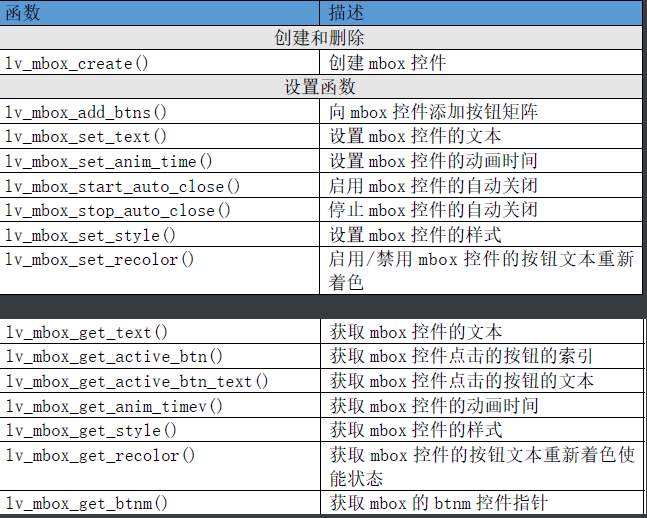 函数 描述
创建和删除
lv_mbox_create() 创建 mbox 控件
设置函数
lv_mbox_add_btns() 向 mbox 控件添加按钮矩阵
lv_mbox_set_text() 设置 mbox 控件的文本
lv_mbox_set_anim_time() 设置 mbox 控件的动画时间
lv_mbox_start_auto_close() 启用 mbox 控件的自动关闭
lv_mbox_stop_auto_close() 停止 mbox 控件的自动关闭
lv_mbox_set_style() 设置 mbox 控件的样式
lv_mbox_set_recolor() 启用/禁用 mbox 控件的按钮文本重新
着色
lv_mbox_get_text() 获取 mbox 控件的文本
lv_mbox_get_active_btn() 获取 mbox 控件点击的按钮的索引
lv_mbox_get_active_btn_text() 获取 mbox 控件点击的按钮的文本
lv_mbox_get_anim_timev() 获取 mbox 控件的动画时间
lv_mbox_get_style() 获取 mbox 控件的样式
lv_mbox_get_recolor() 获取 mbox 控件的按钮文本重新着色使
能状态
lv_mbox_get_btnm() 获取 mbox 的 btnm 控件指针